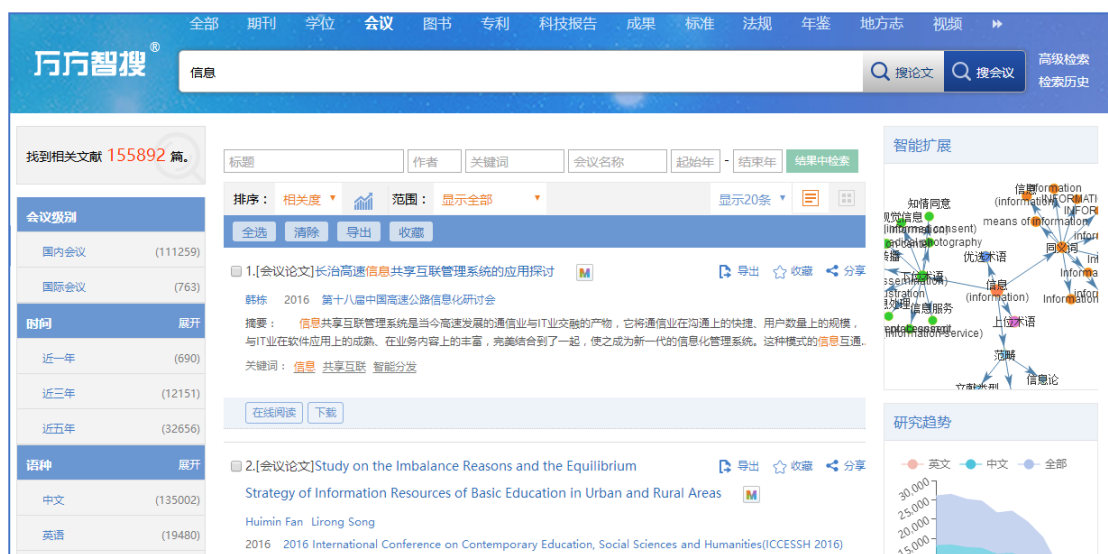 全部 期刊 学位 会议 图书 专利 科技报告 成果 标准 法规 年鉴 地方志 视频
万方智搜®
信息
搜论文 搜会议
高级检索
检索历史
找到相关文献 155892 篇。
会议级别
国内会议 (111259)
国际会议 (763)
时间 展开
近一年 (690)
近三年 (12151)
近五年 (32656)
语种 展开
中文 (135002)
英语 (19480)
标题 作者 关键词 会议名称 起始年 - 结束年 结果中检索
排序： 相关度 范围： 显示全部 显示20条
全选 清除 导出 收藏
1.[会议论文]长治高速信息共享互联管理系统的应用探讨 M 导出 收藏 分享
韩栋 2016 第十八届中国高速公路信息化研讨会
摘要： 信息共享互联管理系统是当今高速发展的通信业与IT业交融的产物，它将通信业在沟通上的快捷、用户数量上的规模，
与IT业在软件应用上的成熟、在业务内容上的丰富，完美结合到了一起，使之成为新一代的信息化管理系统。这种模式的信息互通..
关键词： 信息 共享互联 智能分发
在线阅读 下载
2.[会议论文]Study on the Imbalance Reasons and the Equilibrium 导出 收藏 分享
Strategy of Information Resources of Basic Education in Urban and Rural Areas M
Huimin Fan Lirong Song
2016 2016 International Conference on Contemporary Education, Social Sciences and Humanities(ICCESSH 2016)
智能扩展
知情同意
means of information
同义词
优选术语
下位术语
信息
(information)
信息服务
上位术语
范畴
信息论
研究趋势
英文 中文 全部
30,000
25,000
20,000
15,000